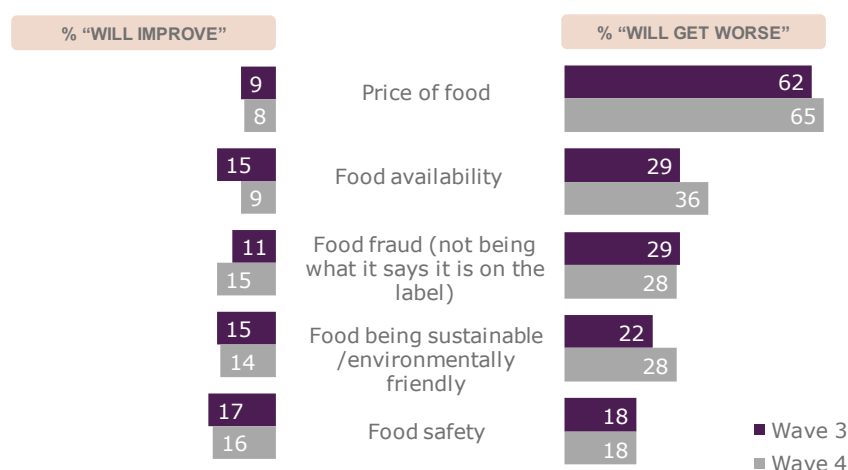 % “WILL IMPROVE”
% “WILL GET WORSE”
9
8
Price of food
62
65
15
9
Food availability
29
36
11
15
Food fraud (not being
what it says it is on the
label)
29
28
15
14
Food being sustainable
/environmentally
friendly
22
28
17
16
Food safety
18
18
Wave 3
Wave 4